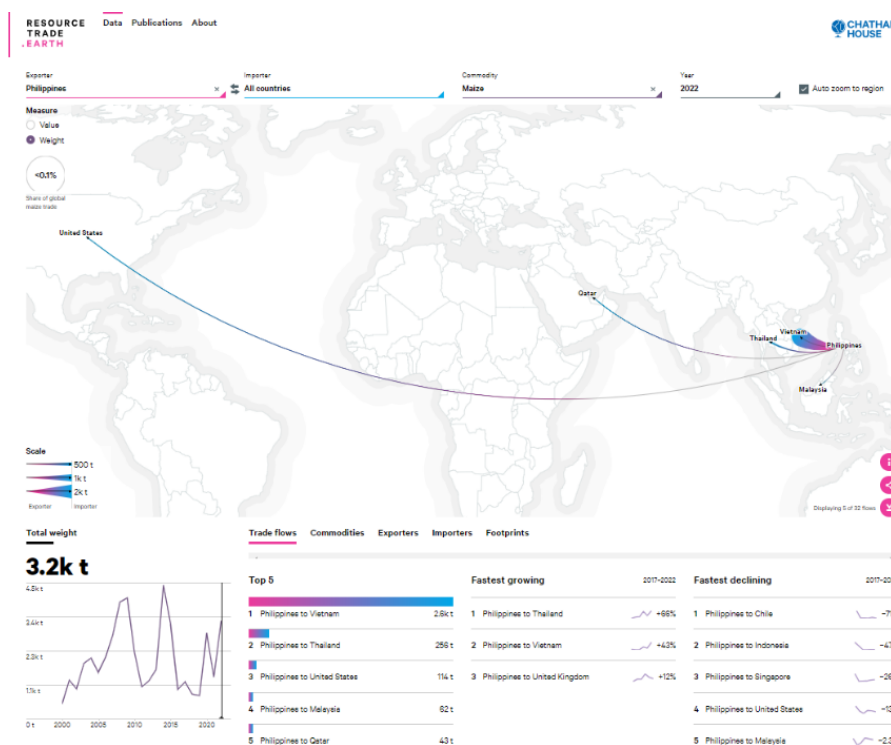 RESOURCE
TRADE
.EARTH
Data Publications About
CHATHAM
HOUSE
Exporter
Philippines
Importer
All countries
Commodity
Maize
Year
2022
Auto zoom to region
Measure
Value
Weight
<0.1%
Share of global
maize trade
United States
Qatar
Vietnam
Thailand
Philippines
Malaysia
Scale
500 t
1k t
2k t
Exporter Importer
Displaying 5 of 32 flows
Total weight
3.2k t
4.5k t
3.4k t
2.3k t
1.1k t
0 t 2000 2005 2010 2015 2020
Trade flows Commodities Exporters Importers Footprints
Top 5
1 Philippines to Vietnam 2.6k t
2 Philippines to Thailand 256 t
3 Philippines to United States 114 t
4 Philippines to Malaysia 62 t
5 Philippines to Qatar 43 t
Fastest growing 2017-2022
1 Philippines to Thailand +66%
2 Philippines to Vietnam +43%
3 Philippines to United Kingdom +12%
Fastest declining
1 Philippines to Chile
2 Philippines to Indonesia
3 Philippines to Singapore
4 Philippines to United States
5 Philippines to Malaysia